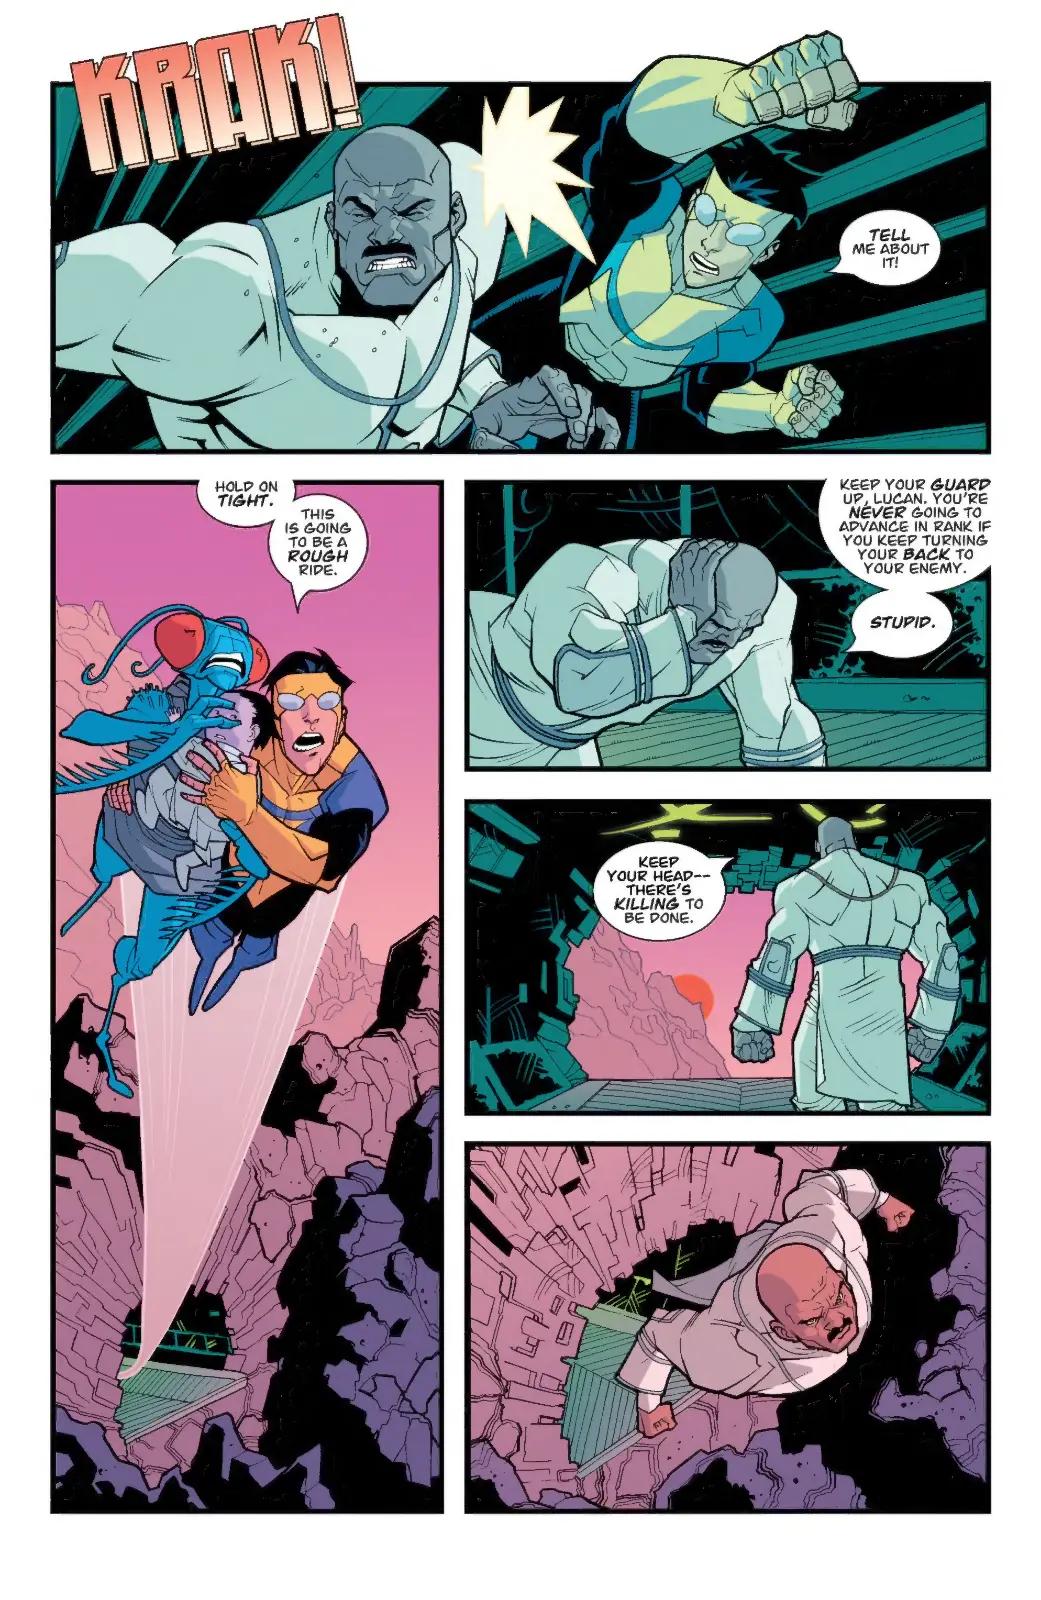 KRAK!
TELL
ME ABOUT
IT!
HOLD ON
TIGHT.
THIS
IS GOING
TO BE A
ROUGH
RIDE.
KEEP YOUR GUARD
UP, LUCAN. YOU'RE
NEVER GOING TO
ADVANCE IN RANK IF
YOU KEEP TURNING
YOUR BACK TO
YOUR ENEMY.
STUPID.
KEEP
YOUR HEAD--
THERE'S
KILLING TO
BE DONE.